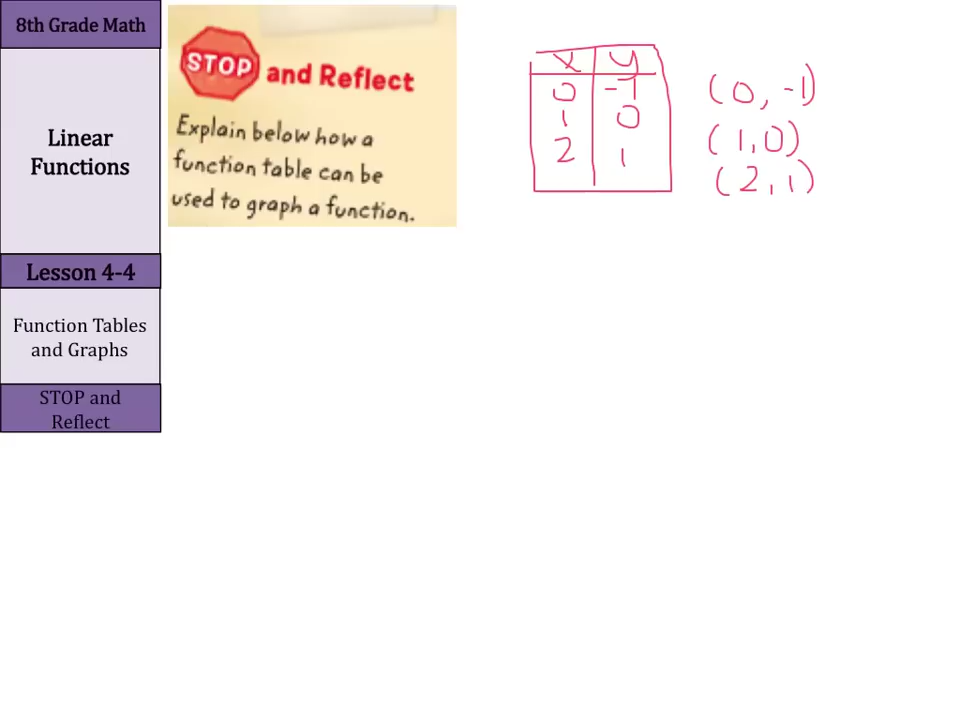 8th Grade Math
Linear
Functions
Lesson 4-4
Function Tables
and Graphs
STOP and
Reflect
STOP and Reflect
Explain below how a
function table can be
used to graph a function.
x y
0 -1
1 0
2 1
(0, -1)
(1,0)
(2,1)